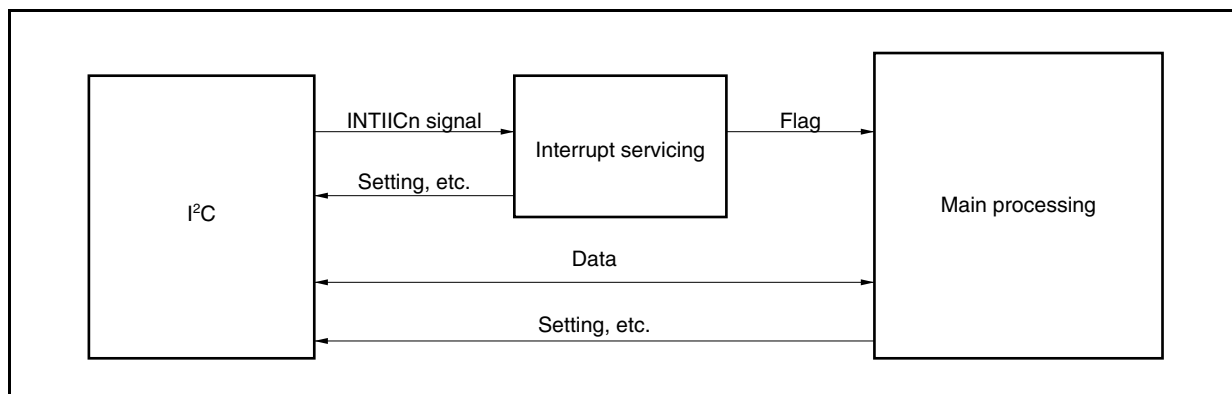 INTIICn signal
Flag
Interrupt servicing
Setting, etc.
I²C
Main processing
Data
Setting, etc.